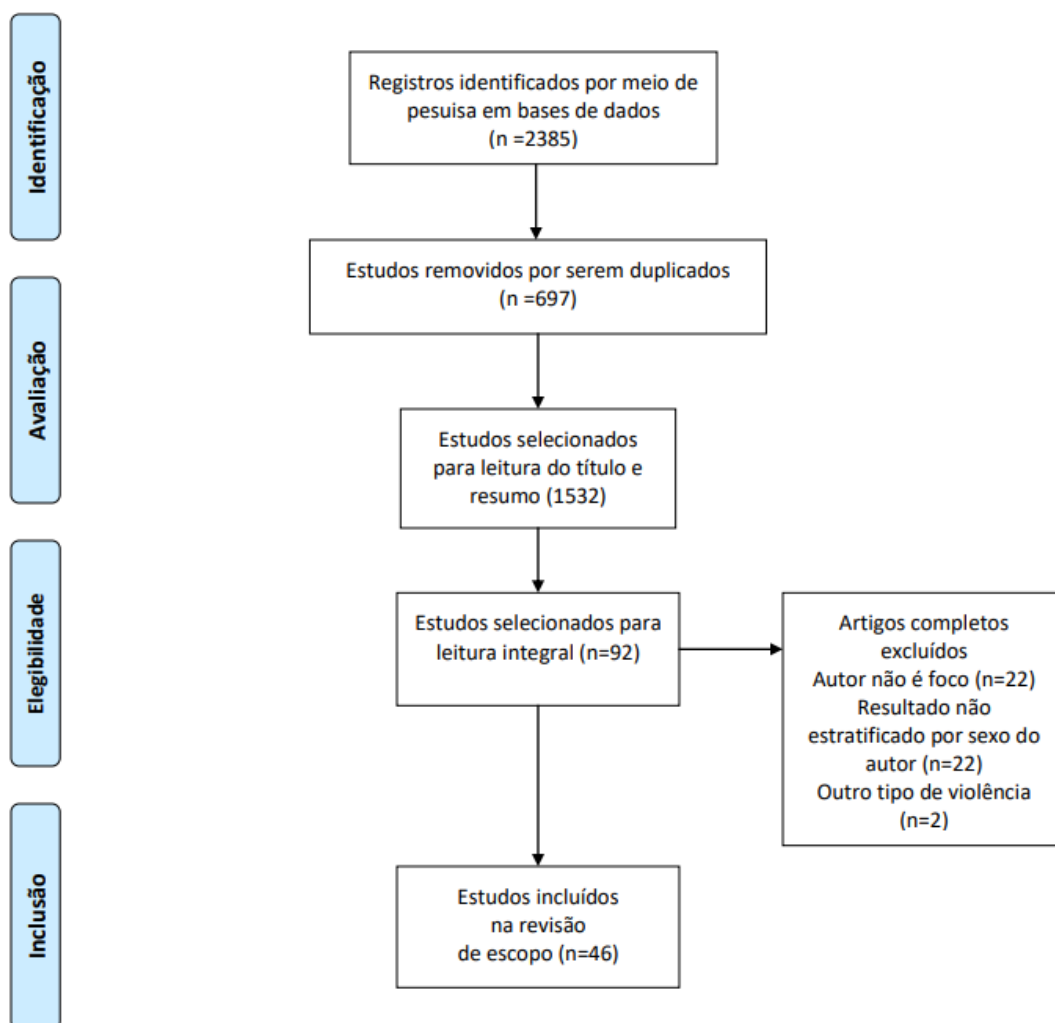 Identificação
Registros identificados por meio de
pesuisa em bases de dados
(n =2385)
Estudos removidos por serem duplicados
(n =697)
Avaliação
Estudos selecionados
para leitura do título e
resumo (1532)
Elegibilidade
Estudos selecionados para
leitura integral (n=92)
Artigos completos
excluídos
Autor não é foco (n=22)
Resultado não
estratificado por sexo do
autor (n=22)
Outro tipo de violência
(n=2)
Inclusão
Estudos incluídos
na revisão
de escopo (n=46)